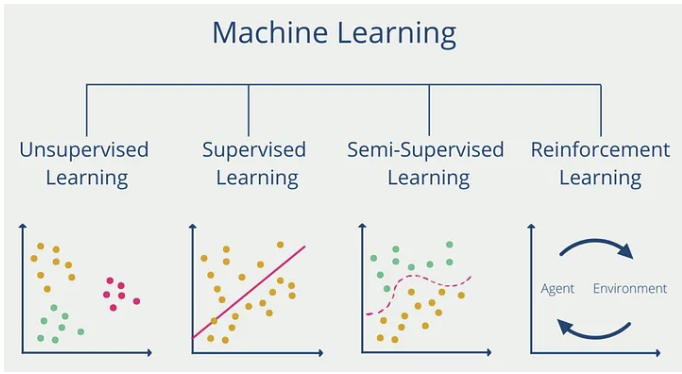 Machine Learning
Unsupervised
Learning
Supervised
Learning
Semi-Supervised
Learning
Reinforcement
Learning
Agent
Environment